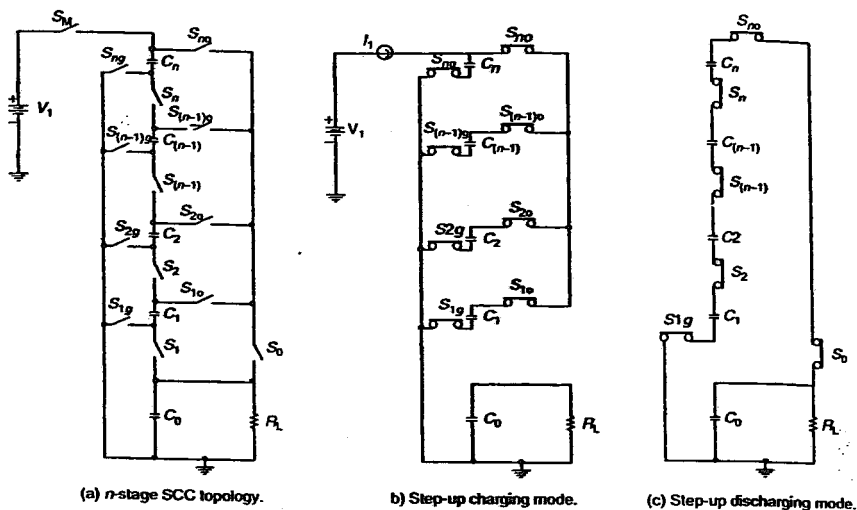 S_M
S_no
S_ng
C_n
S_n
V_1
S_(n-1)g
S_(n-1)g
C_(n-1)
S_(n-1)
S_2o
S_2g
C_2
S_2
S_1o
S_1g
C_1
S_1
S_0
C_0
R_L
(a) n-stage SCC topology.
I_1
S_no
S_ng
C_n
V_1
S_(n-1)g
S_(n-1)o
C_(n-1)
S_2o
S2g
C_2
S_1o
S_1g
C_1
C_0
R_L
b) Step-up charging mode.
S_no
C_n
S_n
C_(n-1)
S_(n-1)
C2
S_2
S1g
C_1
S_0
C_0
R_L
(c) Step-up discharging mode.